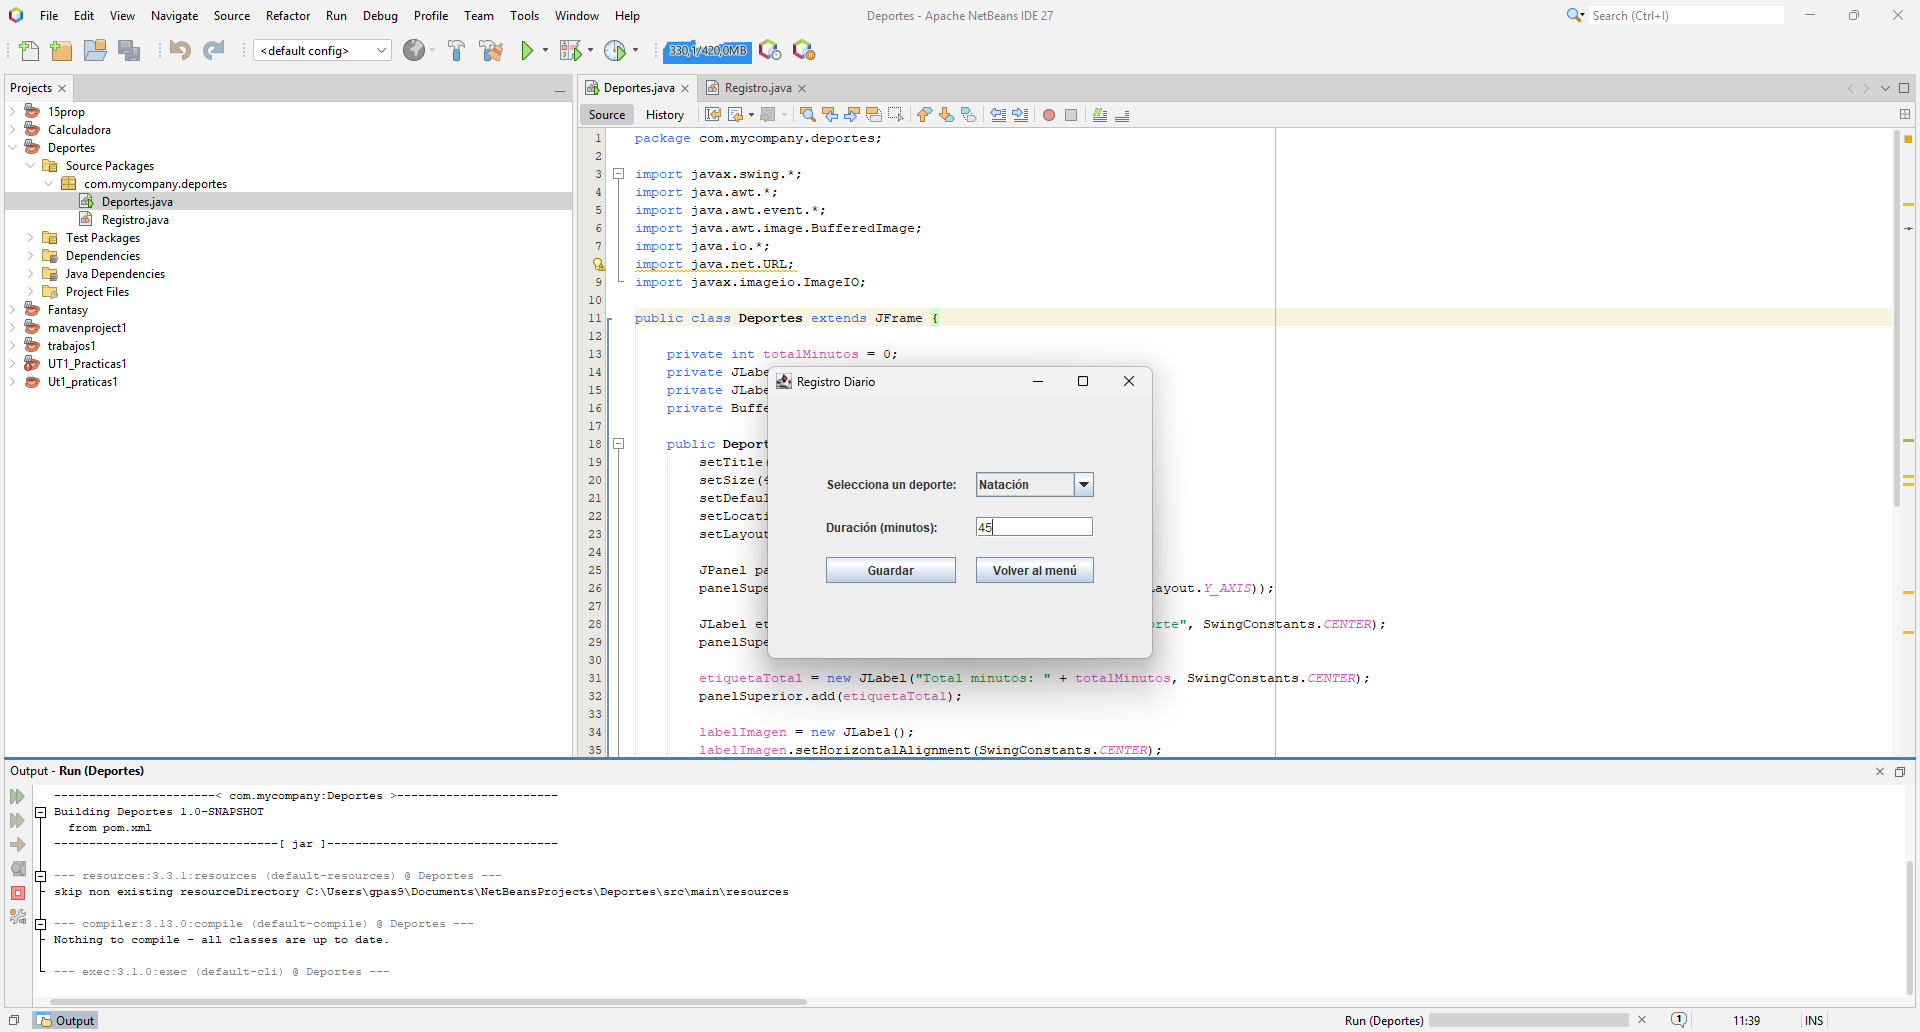 File Edit View Navigate Source Refactor Run Debug Profile Team Tools Window Help
Deportes - Apache NetBeans IDE 27
Search (Ctrl+I)
<default config>
330,1/420,0MB
Projects
15prop
Calculadora
Deportes
Source Packages
com.mycompany.deportes
Deportes.java
Registro.java
Test Packages
Dependencies
Java Dependencies
Project Files
Fantasy
mavenproject1
trabajos1
UT1_Practicas1
Ut1_praticas1
Deportes.java Registro.java
Source History
1 package com.mycompany.deportes;
2
3 import javax.swing.*;
4 import java.awt.*;
5 import java.awt.event.*;
6 import java.awt.image.BufferedImage;
7 import java.io.*;
import java.net.URL;
9 import javax.imageio.ImageIO;
10
11 public class Deportes extends JFrame {
12
13 private int totalMinutos = 0;
14 private JLabe
15 private JLabe
16 private Buffe
17
18 public Deport
19 setTitle(
20 setSize(4
21 setDefaul
22 setLocati
23 setLayout
24
25 JPanel pa
26 panelSupe ayout.Y_AXIS));
27
28 JLabel et rte", SwingConstants.CENTER);
29 panelSupe
30
31 etiquetaTotal = new JLabel("Total minutos: " + totalMinutos, SwingConstants.CENTER);
32 panelSuperior.add(etiquetaTotal);
33
34 labelImagen = new JLabel();
35 labelImagen.setHorizontalAlignment(SwingConstants.CENTER);
Registro Diario
Selecciona un deporte: Natación
Duración (minutos): 45
Guardar Volver al menú
Output - Run (Deportes)
-----------------------< com.mycompany:Deportes >-----------------------
Building Deportes 1.0-SNAPSHOT
from pom.xml
--------------------------------[ jar ]---------------------------------
--- resources:3.3.1:resources (default-resources) @ Deportes ---
skip non existing resourceDirectory C:\Users\gpas9\Documents\NetBeansProjects\Deportes\src\main\resources
--- compiler:3.13.0:compile (default-compile) @ Deportes ---
Nothing to compile - all classes are up to date.
--- exec:3.1.0:exec (default-cli) @ Deportes ---
Output
Run (Deportes)
1
11:39
INS